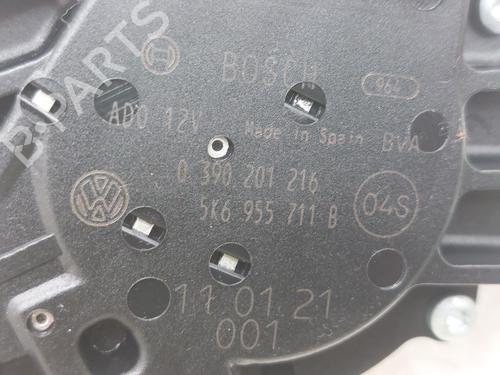 BOSCH
964
ADO 12V
Made in Spain BVA
0 390 201 216
5K6 955 711 B
04S
11.01.21
001
B-PARTS